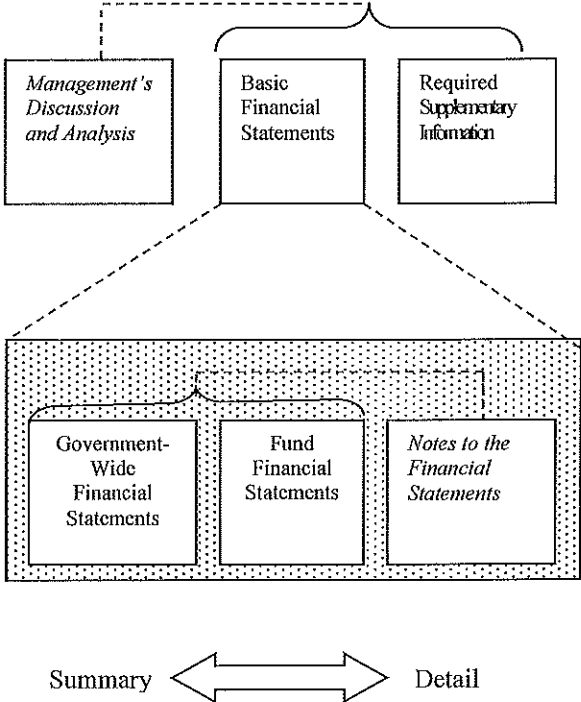 Management's
Discussion
and Analysis
Basic
Financial
Statements
Required
Supplementary
Information
Government-
Wide
Financial
Statements
Fund
Financial
Statements
Notes to the
Financial
Statements
Summary
Detail